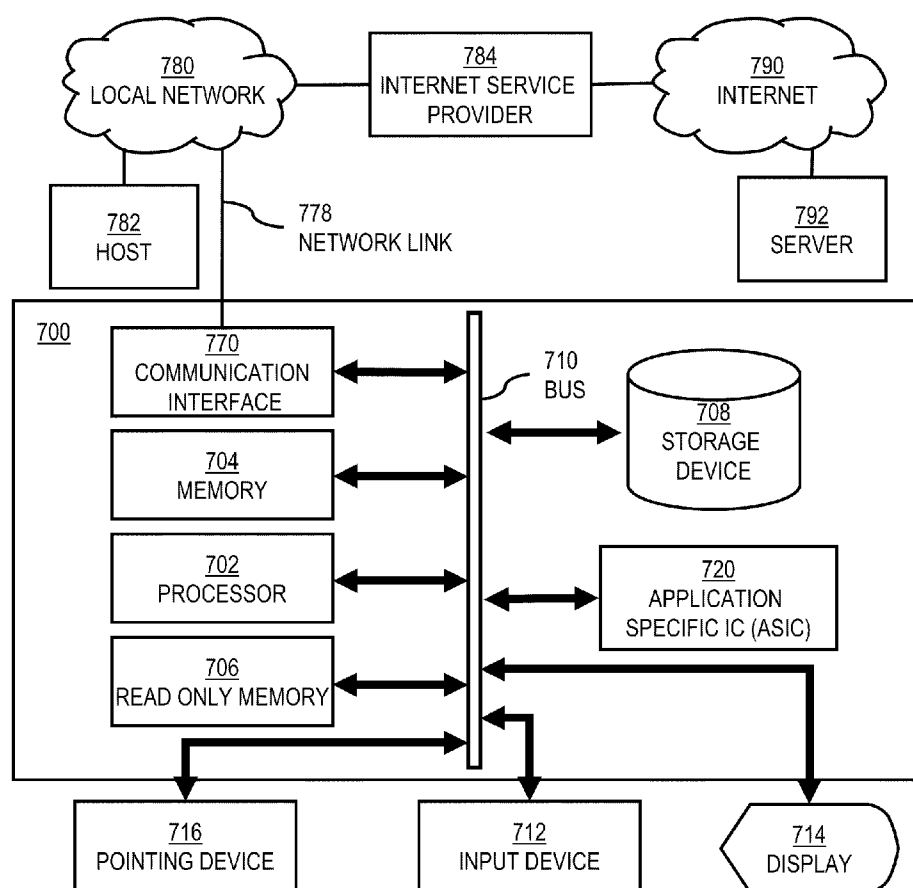 780
LOCAL NETWORK
784
INTERNET SERVICE
PROVIDER
790
INTERNET
782
HOST
778
NETWORK LINK
792
SERVER
700
770
COMMUNICATION
INTERFACE
710
BUS
708
STORAGE
DEVICE
704
MEMORY
702
PROCESSOR
720
APPLICATION
SPECIFIC IC (ASIC)
706
READ ONLY MEMORY
716
POINTING DEVICE
712
INPUT DEVICE
714
DISPLAY